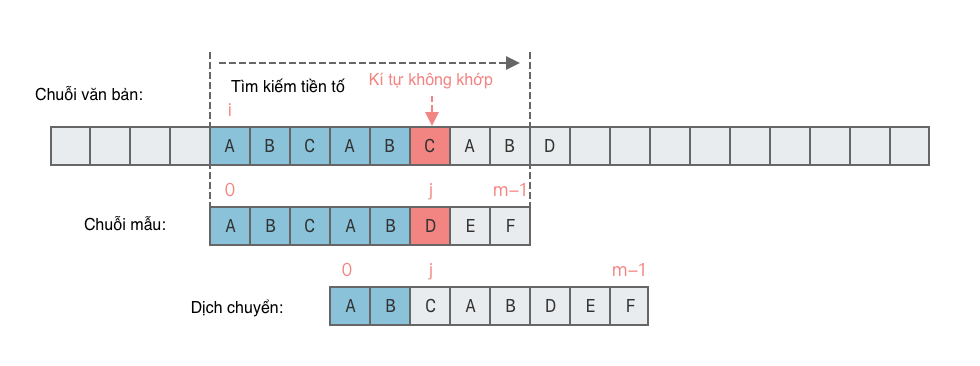 Tìm kiếm tiền tố
Kí tự không khớp
Chuỗi văn bản:
i
A B C A B C A B D
0 j m-1
Chuỗi mẫu:
A B C A B D E F
0 j m-1
Dịch chuyển:
A B C A B D E F